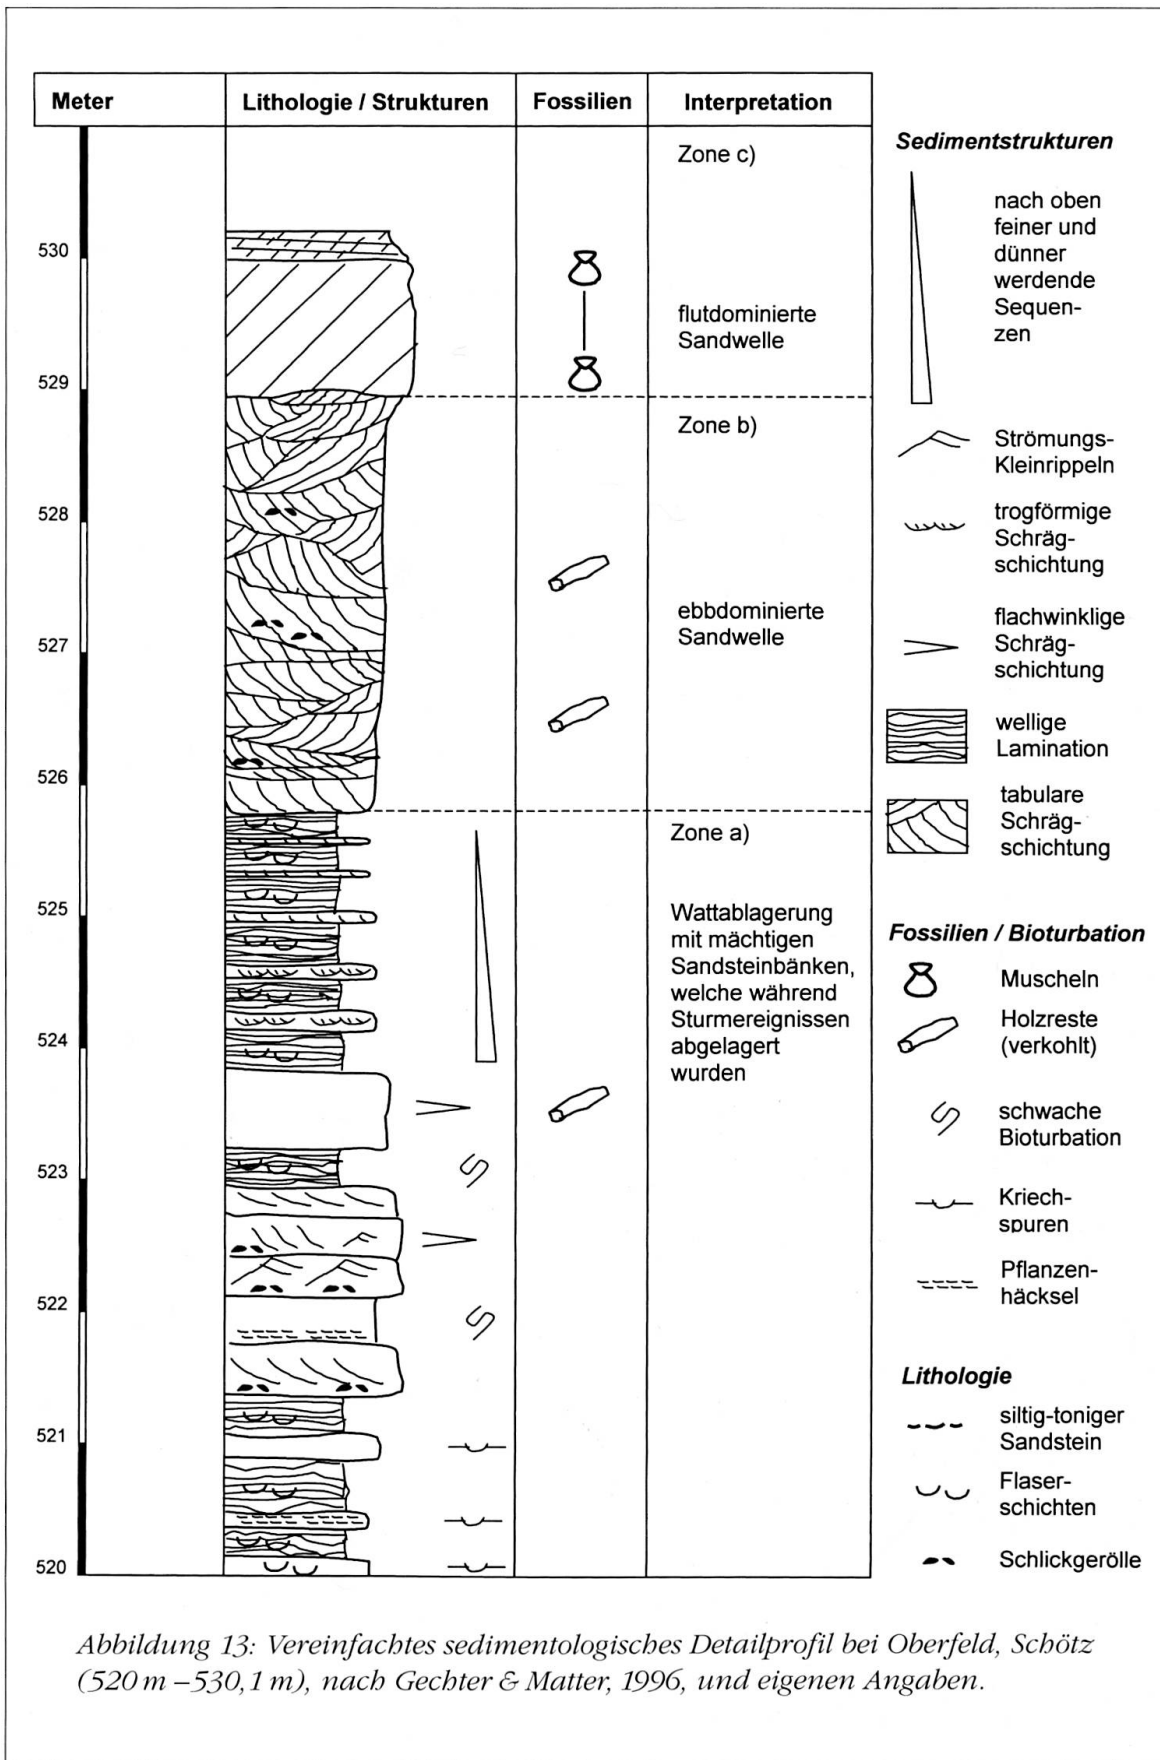 Meter
Lithologie / Strukturen
Fossilien
Interpretation
530
529
528
527
526
525
524
523
522
521
520
Zone c)
flutdominierte
Sandwelle
Zone b)
ebbdominierte
Sandwelle
Zone a)
Wattablagerung
mit mächtigen
Sandsteinbänken,
welche während
Sturmereignissen
abgelagert
wurden
Sedimentstrukturen
nach oben
feiner und
dünner
werdende
Sequen-
zen
Strömungs-
Kleinrippeln
trogförmige
Schräg-
schichtung
flachwinklige
Schräg-
schichtung
wellige
Lamination
tabulare
Schräg-
schichtung
Fossilien / Bioturbation
Muscheln
Holzreste
(verkohlt)
schwache
Bioturbation
Kriech-
spuren
Pflanzen-
häcksel
Lithologie
siltig-toniger
Sandstein
Flaser-
schichten
Schlickgerölle
Abbildung 13: Vereinfachtes sedimentologisches Detailprofil bei Oberfeld, Schötz
(520 m –530,1 m), nach Gechter & Matter, 1996, und eigenen Angaben.